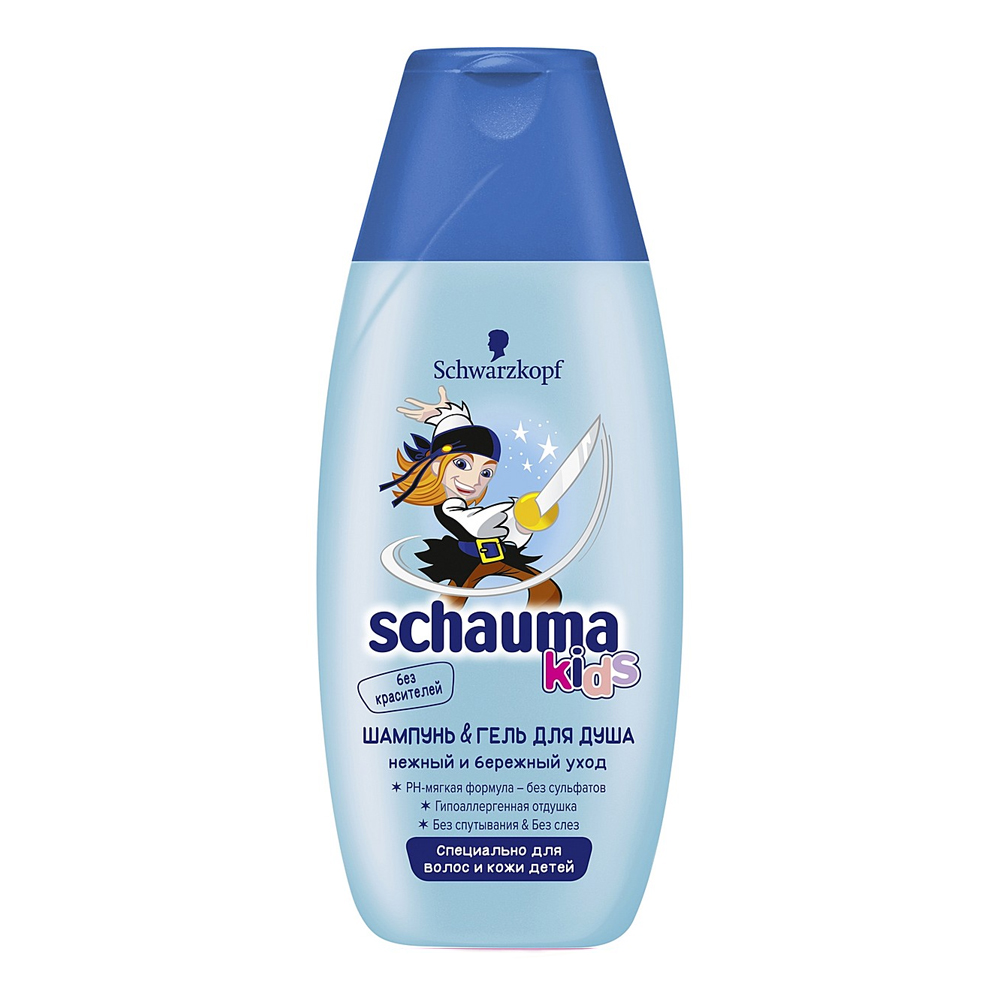 Schwarzkopf
schauma
kids
без
красителей
ШАМПУНЬ & ГЕЛЬ ДЛЯ ДУША
нежный и бережный уход
✶ PH-мягкая формула – без сульфатов
✶ Гипоаллергенная отдушка
✶ Без спутывания & Без слез
Специально для
волос и кожи детей